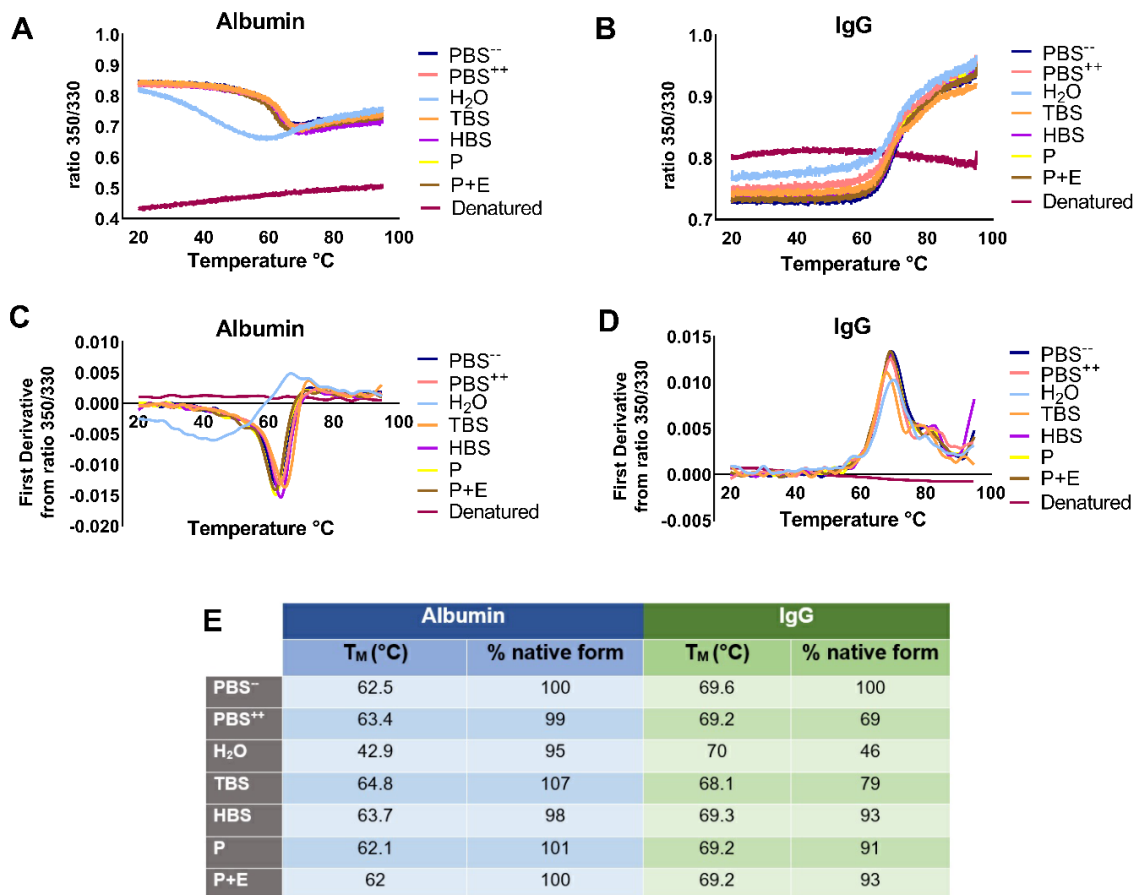 A
Albumin
ratio 350/330
1.0
0.9
0.8
0.7
0.6
0.5
0.4
20 40 60 80 100
Temperature °C
PBS--
PBS++
H2O
TBS
HBS
P
P+E
Denatured
B
IgG
ratio 350/330
1.0
0.9
0.8
0.7
20 40 60 80 100
Temperature °C
PBS--
PBS++
H2O
TBS
HBS
P
P+E
Denatured
C
Albumin
First Derivative
from ratio 350/330
0.010
0.005
0.000
-0.005
-0.010
-0.015
-0.020
20 40 60 80 100
Temperature °C
PBS--
PBS++
H2O
TBS
HBS
P
P+E
Denatured
D
IgG
First Derivative
from ratio 350/330
0.015
0.010
0.005
0.000
-0.005
20 40 60 80 100
Temperature °C
PBS--
PBS++
H2O
TBS
HBS
P
P+E
Denatured
E
Albumin IgG
TM (°C) % native form TM (°C) % native form
PBS-- 62.5 100 69.6 100
PBS++ 63.4 99 69.2 69
H2O 42.9 95 70 46
TBS 64.8 107 68.1 79
HBS 63.7 98 69.3 93
P 62.1 101 69.2 91
P+E 62 100 69.2 93